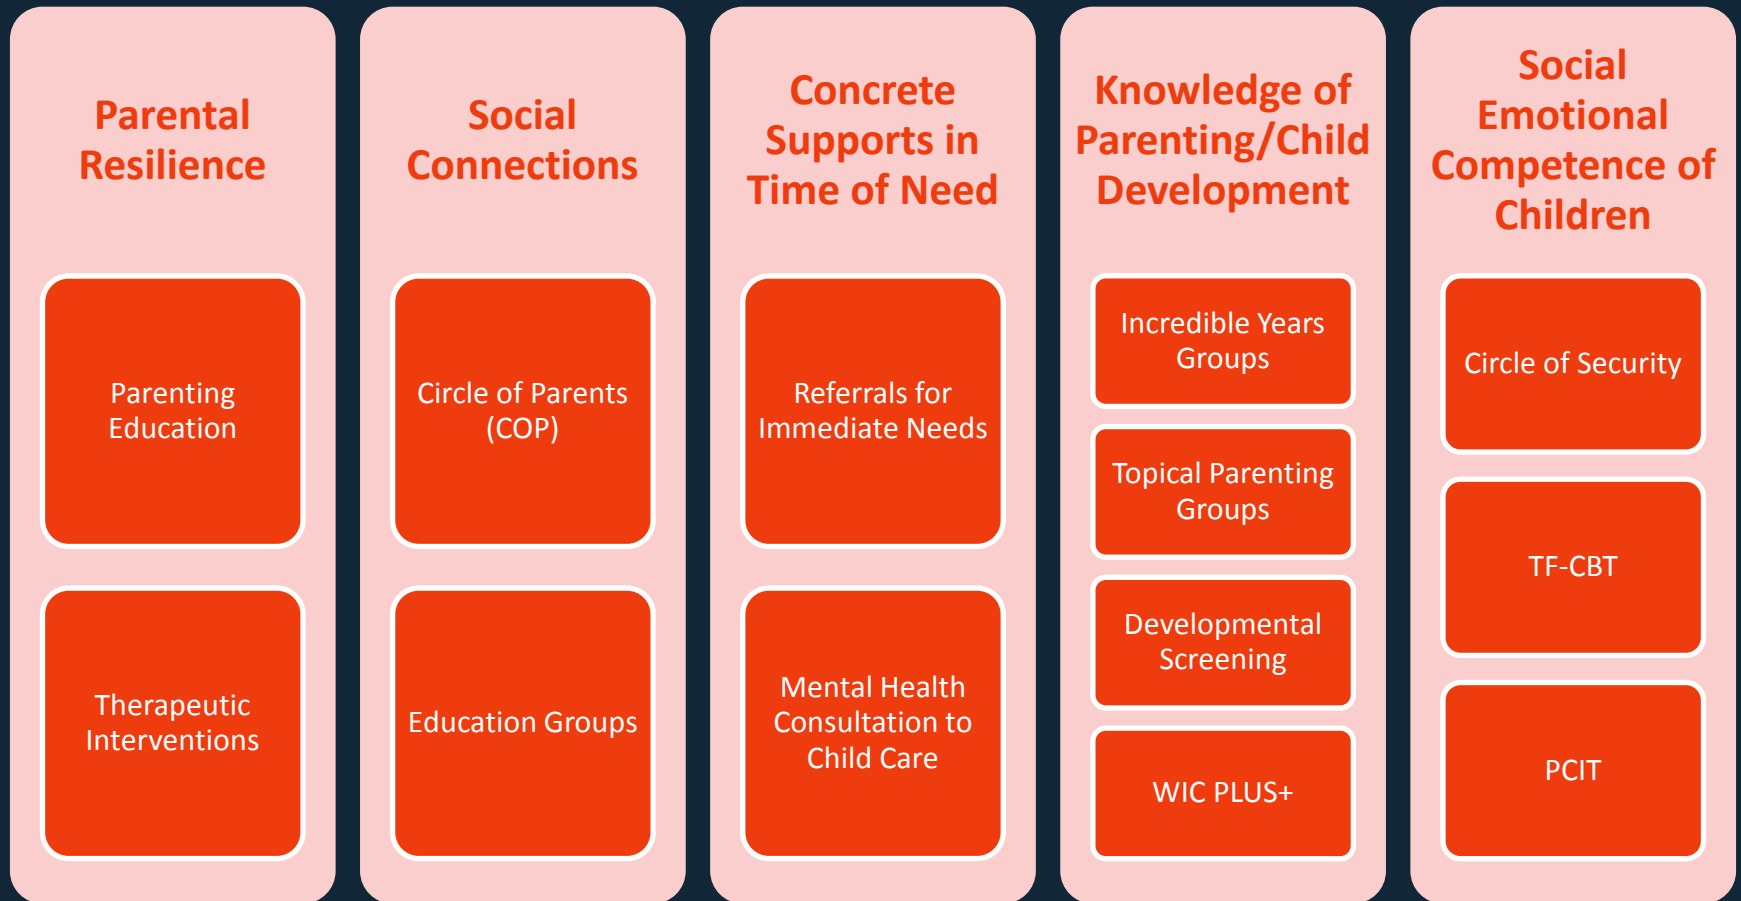 Parental
Resilience
Parenting
Education
Therapeutic
Interventions
Social
Connections
Circle of Parents
(COP)
Education Groups
Concrete
Supports in
Time of Need
Referrals for
Immediate Needs
Mental Health
Consultation to
Child Care
Knowledge of
Parenting/Child
Development
Incredible Years
Groups
Topical Parenting
Groups
Developmental
Screening
WIC PLUS+
Social
Emotional
Competence of
Children
Circle of Security
TF-CBT
PCIT